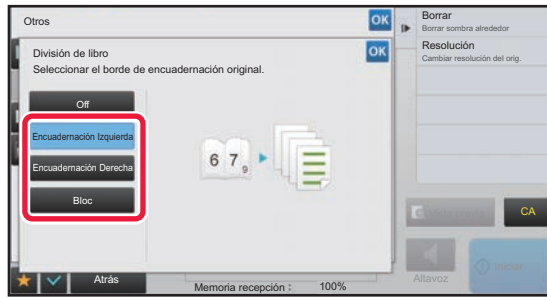 Otros
OK
División de libro
OK
Seleccionar el borde de encuadernación original.
Off
Encuadernación Izquierda
Encuadernación Derecha
Bloc
6 7 9
Atrás
Memoria recepción :
100%
Borrar
Borrar sombra alrededor
Resolución
Cambiar resolución del orig.
CA
Altavoz